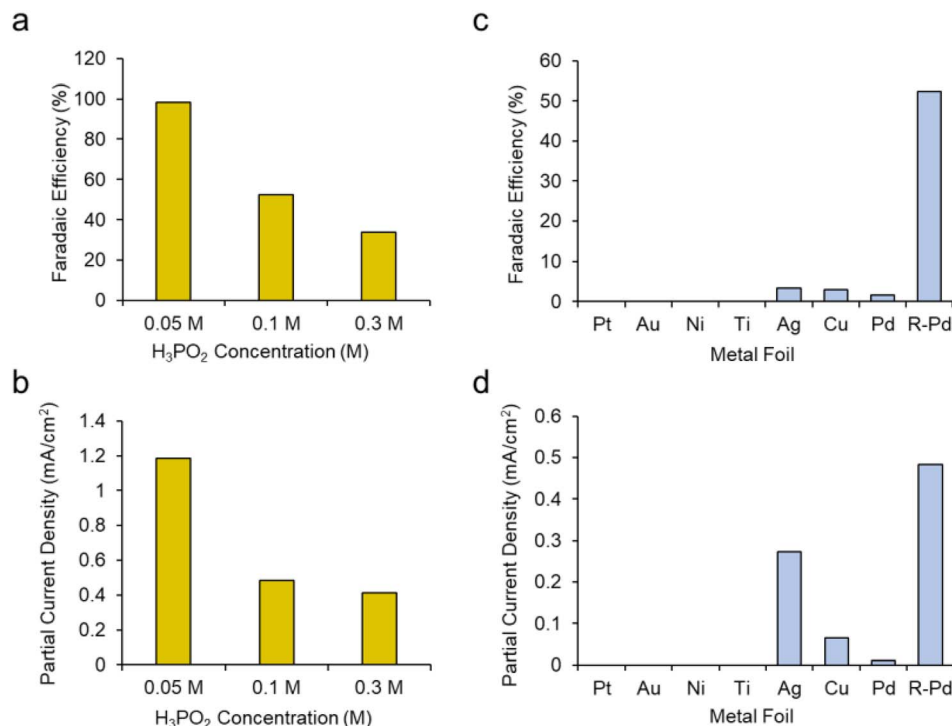 a
Faradaic Efficiency (%)
120
100
80
60
40
20
0
0.05 M 0.1 M 0.3 M
H₃PO₂ Concentration (M)
b
Partial Current Density (mA/cm²)
1.4
1.2
1
0.8
0.6
0.4
0.2
0
0.05 M 0.1 M 0.3 M
H₃PO₂ Concentration (M)
c
Faradaic Efficiency (%)
60
50
40
30
20
10
0
Pt Au Ni Ti Ag Cu Pd R-Pd
Metal Foil
d
Partial Current Density (mA/cm²)
0.6
0.5
0.4
0.3
0.2
0.1
0
Pt Au Ni Ti Ag Cu Pd R-Pd
Metal Foil